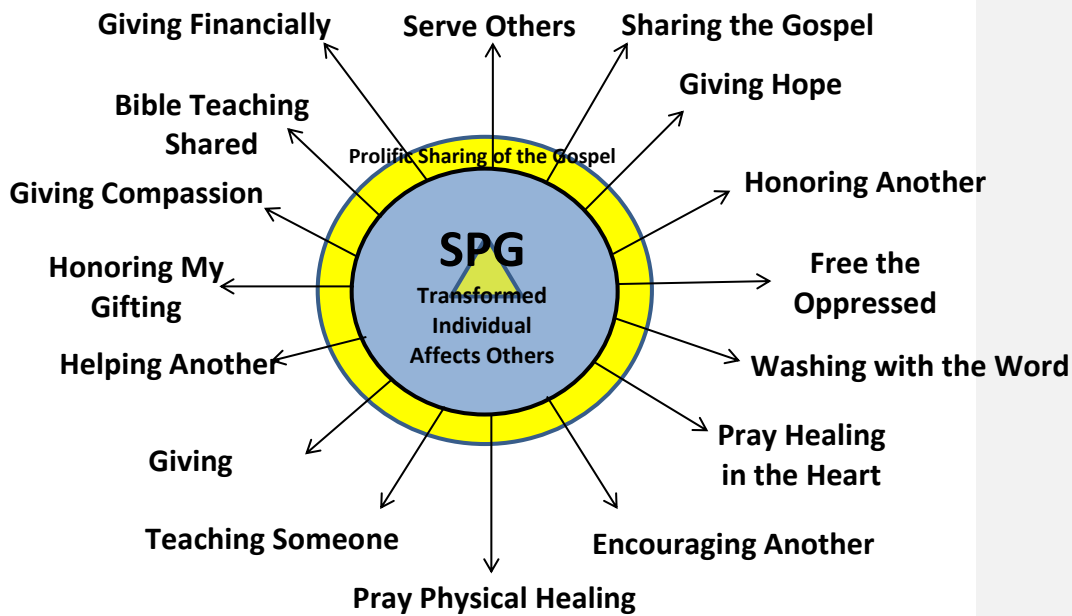 Giving Financially
Serve Others
Sharing the Gospel
Giving Hope
Bible Teaching
Shared
Prolific Sharing of the Gospel
Giving Compassion
Honoring Another
SPG
Honoring My
Gifting
Free the
Oppressed
Transformed
Individual
Affects Others
Helping Another
Washing with the Word
Giving
Pray Healing
in the Heart
Teaching Someone
Encouraging Another
Pray Physical Healing